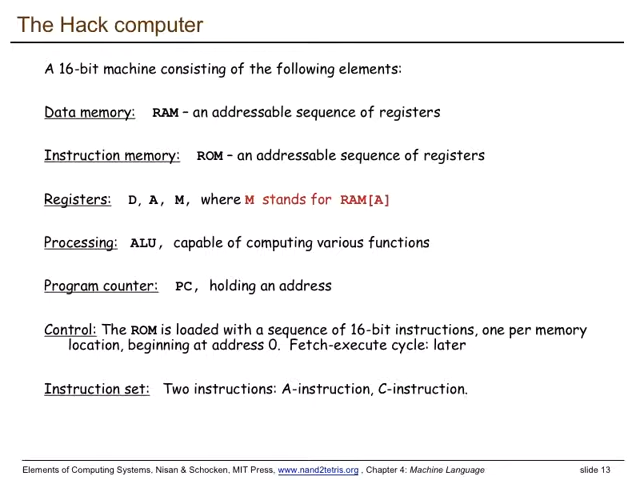 The Hack computer
A 16-bit machine consisting of the following elements:
Data memory: RAM – an addressable sequence of registers
Instruction memory: ROM – an addressable sequence of registers
Registers: D, A, M, where M stands for RAM[A]
Processing: ALU, capable of computing various functions
Program counter: PC, holding an address
Control: The ROM is loaded with a sequence of 16-bit instructions, one per memory
location, beginning at address 0. Fetch-execute cycle: later
Instruction set: Two instructions: A-instruction, C-instruction.
Elements of Computing Systems, Nisan & Schocken, MIT Press, www.nand2tetris.org , Chapter 4: Machine Language slide 13